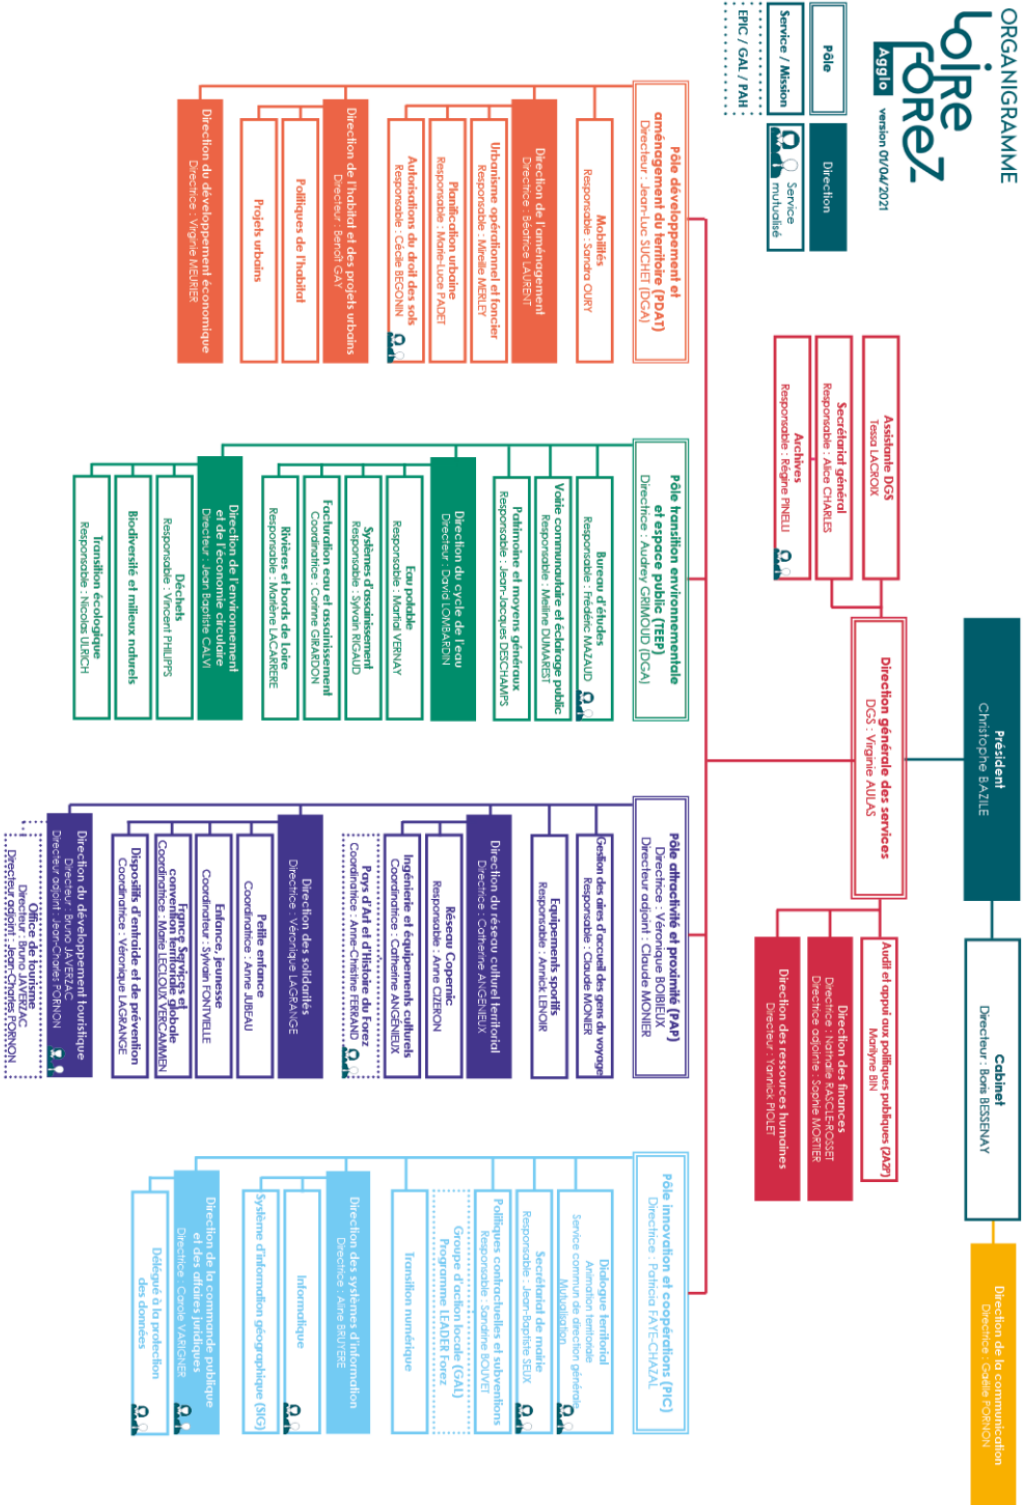 ORGANIGRAMME
Loire
FOReZ
Agglo
version 01/04/2021
Pôle
Direction
Service / Mission
Service
mutualisé
EPIC / GAL / PAH
Président
Christophe BAZILE
Cabinet
Directeur : Boris BESSENAY
Direction de la communication
Directrice : Gaëlle PORNON
Direction générale des services
DGS : Virginie AULAS
Assistante DGS
Tessa LACROIX
Secrétariat général
Responsable : Alice CHARLES
Archives
Responsable : Régine PINELLI
Audit et appui aux politiques publiques (2A2P)
Marilyne BIN
Direction des finances
Directrice : Nathalie RASCLE-ROSSET
Directrice adjointe : Sophie MORTIER
Direction des ressources humaines
Directeur : Yannick PIOLET
Pôle développement et
aménagement du territoire (PDAT)
Directeur : Jean-Luc SUCHET (DGA)
Mobilités
Responsable : Sandra OURY
Direction de l'aménagement
Directrice : Béatrice LAURENT
Urbanisme opérationnel et foncier
Responsable : Mireille MERLEY
Planification urbaine
Responsable : Marie-Luce PADET
Autorisations du droit des sols
Responsable : Cécile BEGONIN
Direction de l'habitat et des projets urbains
Directeur : Benoît GAY
Politiques de l'habitat
Projets urbains
Direction du développement économique
Directrice : Virginie MEURIER
Pôle transition environnementale
et espace public (TEEP)
Directrice : Audrey GRIMOUD (DGA)
Bureau d'études
Responsable : Frédéric MAZAUD
Voirie communautaire et éclairage public
Responsable : Meiline DUMAREST
Patrimoine et moyens généraux
Responsable : Jean-Jacques DESCHAMPS
Direction du cycle de l'eau
Directeur : David LOMBARDIN
Eau potable
Responsable : Martial VERNAY
Systèmes d'assainissement
Responsable : Sylvain RIGAUD
Facturation eau et assainissement
Coordinatrice : Corinne GIRARDON
Rivières et bords de Loire
Responsable : Marlène LACARRERE
Direction de l'environnement
et de l'économie circulaire
Directeur : Jean Baptiste CALVI
Déchets
Responsable : Vincent PHILIPPS
Biodiversité et milieux naturels
Transition écologique
Responsable : Nicolas ULRICH
Pôle attractivité et proximité (PAP)
Directrice : Véronique BOIBIEUX
Directeur adjoint : Claude MONIER
Gestion des aires d'accueil des gens du voyage
Responsable : Claude MONIER
Equipements sportifs
Responsable : Annick LENOIR
Direction du réseau culturel territorial
Directrice : Catherine ANGENIEUX
Réseau Copernic
Responsable : Anne CIZERON
Ingénierie et équipements culturels
Coordinatrice : Catherine ANGÉNIEUX
Pays d'Art et d'Histoire du Forez
Coordinatrice : Anne-Christine FERRAND
Direction des solidarités
Directrice : Véronique LAGRANGE
Petite enfance
Coordinatrice : Anne JUBEAU
Enfance, jeunesse
Coordinateur : Sylvain FONTVIELLE
France Services et
convention territoriale globale
Coordinatrice : Marie LECLOUX VERCAMMEN
Dispositifs d'entraide et de prévention
Coordinatrice : Véronique LAGRANGE
Direction du développement touristique
Directeur : Bruno JAVERZAC
Directeur adjoint : Jean-Charles PORNON
Office de tourisme
Directeur : Bruno JAVERZAC
Directeur adjoint : Jean-Charles PORNON
Pôle innovation et coopérations (PIC)
Directrice : Patricia FAYE-CHAZAL
Dialogue territorial
Animation territoriale
Service commun de direction générale
Mutualisation
Secrétariat de mairie
Responsable : Jean-Baptiste SEUX
Politiques contractuelles et subventions
Responsable : Sandrine BOUVET
Groupe d'action locale (GAL)
Programme LEADER Forez
Transition numérique
Direction des systèmes d'information
Directrice : Aline BRUYERE
Informatique
Système d'information géographique (SIG)
Direction de la commande publique
et des affaires juridiques
Directrice : Carole VARIGNER
Délégué à la protection
des données